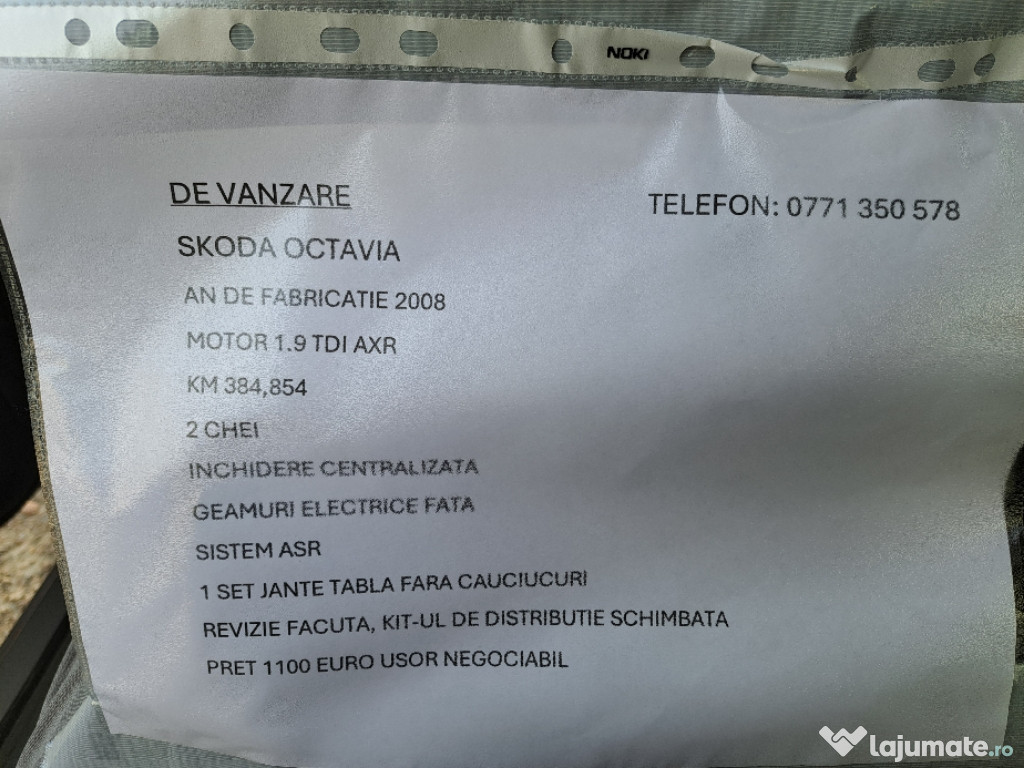 NOKI
DE VANZARE
TELEFON: 0771 350 578
SKODA OCTAVIA
AN DE FABRICATIE 2008
MOTOR 1.9 TDI AXR
KM 384,854
2 CHEI
INCHIDERE CENTRALIZATA
GEAMURI ELECTRICE FATA
SISTEM ASR
1 SET JANTE TABLA FARA CAUCIUCURI
REVIZIE FACUTA, KIT-UL DE DISTRIBUTIE SCHIMBATA
PRET 1100 EURO USOR NEGOCIABIL
lajumate.ro